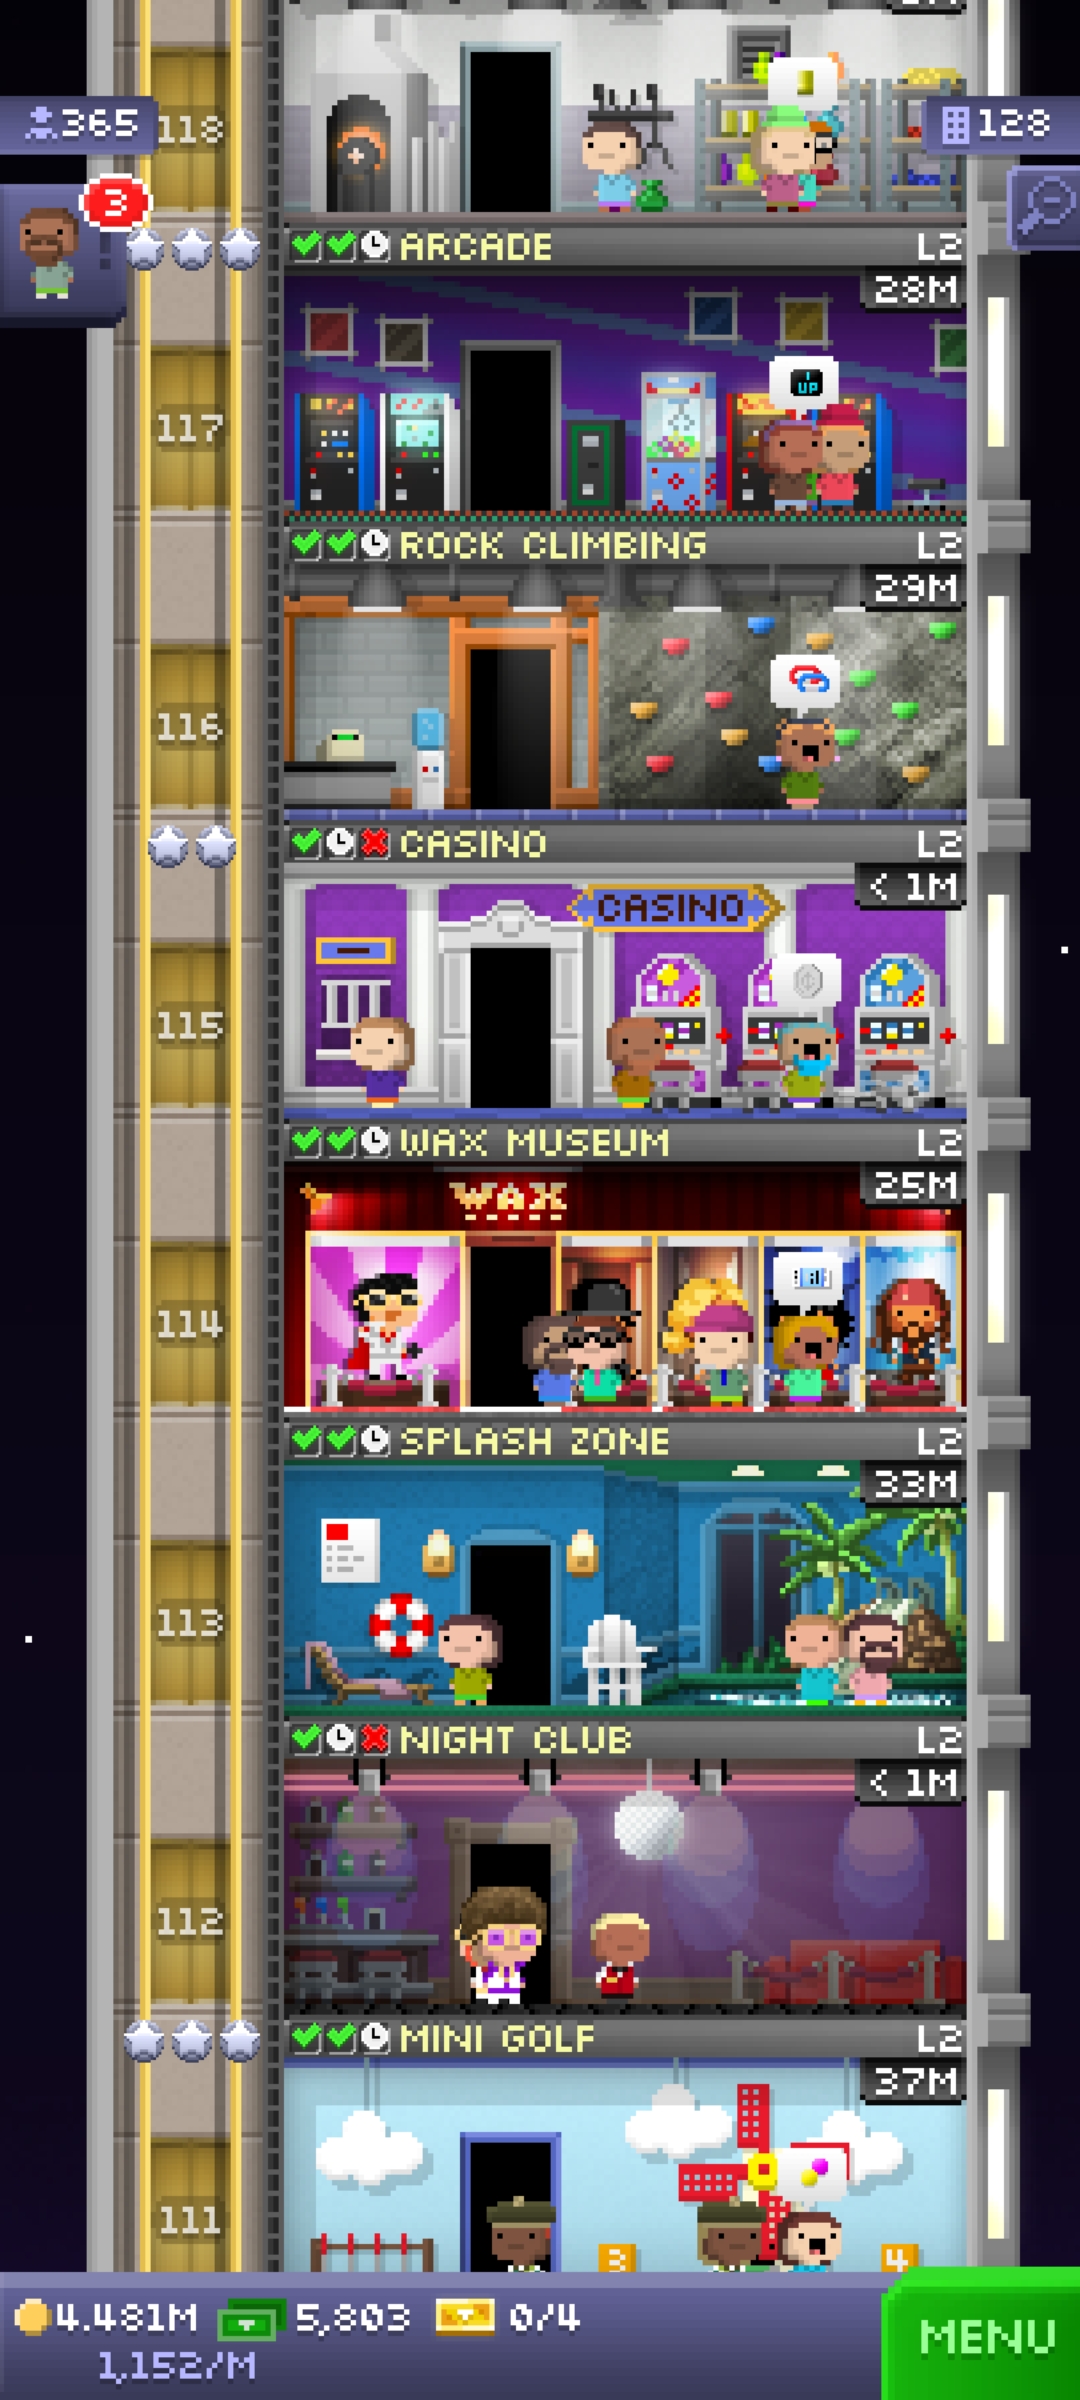 365
118
128
3
ARCADE L2
28M
UP
117
ROCK CLIMBING L2
29M
116
CASINO L2
< 1M
CASINO
115
WAX MUSEUM L2
25M
WAX
114
SPLASH ZONE L2
33M
113
NIGHT CLUB L2
< 1M
112
MINI GOLF L2
37M
111
3
4
4.481M 5,803 0/4
1,152/M
MENU